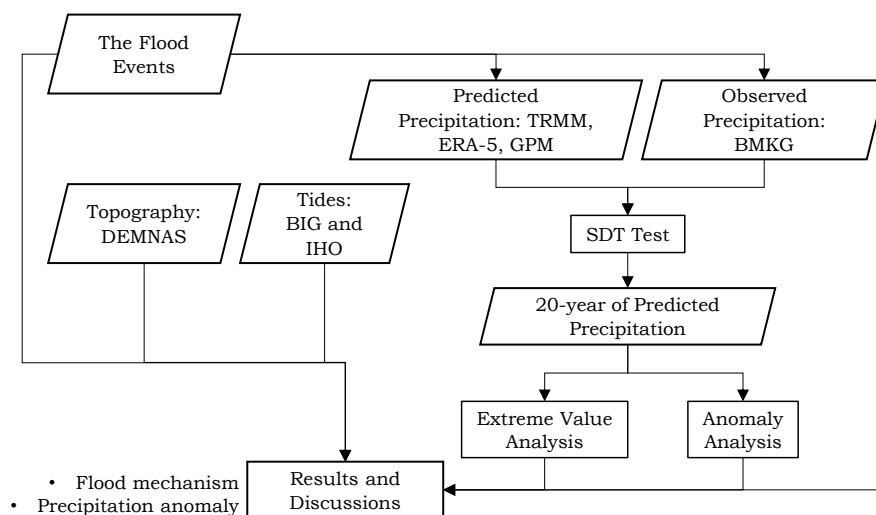 The Flood
Events
Predicted
Precipitation: TRMM,
ERA-5, GPM
Observed
Precipitation:
BMKG
Topography:
DEMNAS
Tides:
BIG and
IHO
SDT Test
20-year of Predicted
Precipitation
Extreme Value
Analysis
Anomaly
Analysis
Results and
Discussions
• Flood mechanism
• Precipitation anomaly